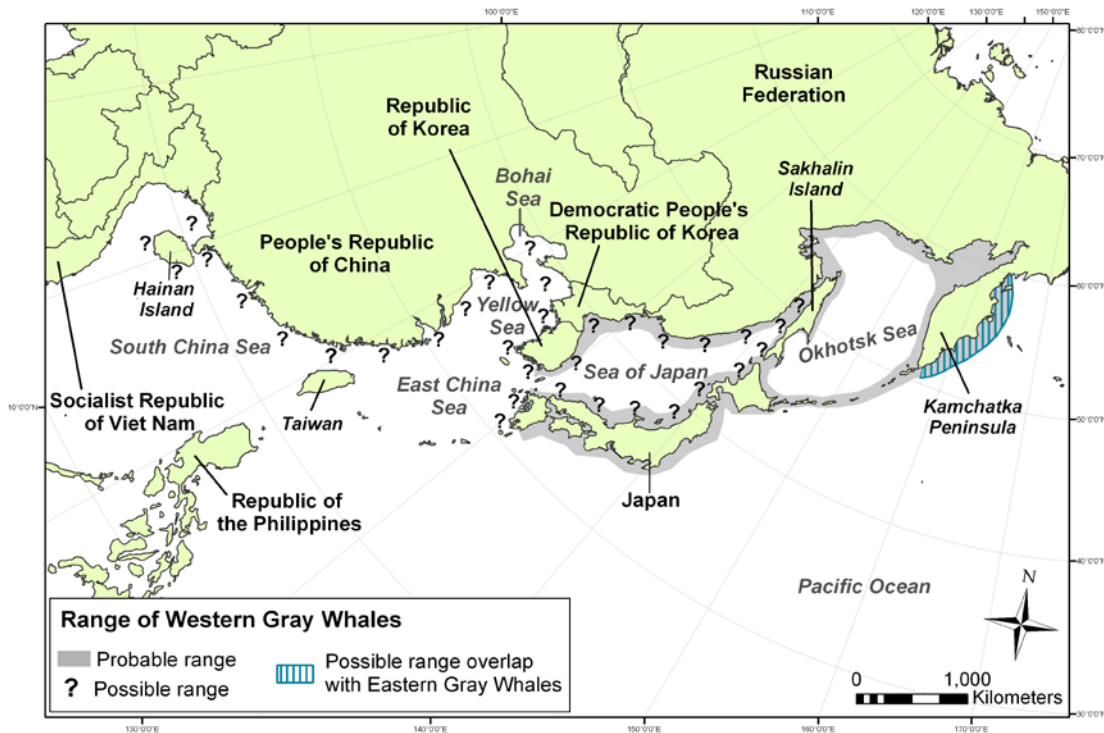 100°0'0"E
110°0'0"E
120°0'0"E
130°0'0"E
150°0'0"E
Russian
Federation
Republic
of Korea
Sakhalin
Island
Bohai
Sea
Democratic People's
Republic of Korea
People's Republic
of China
Hainan
Island
Yellow
Sea
South China Sea
Okhotsk Sea
Sea of Japan
East China
Sea
Socialist Republic
of Viet Nam
Taiwan
Kamchatka
Peninsula
Republic of
the Philippines
Japan
Pacific Ocean
N
Range of Western Gray Whales
Probable range
? Possible range
Possible range overlap
with Eastern Gray Whales
0 1,000
Kilometers
10°0'0"N
80°0'0"N
70°0'0"N
60°0'0"N
50°0'0"N
40°0'0"N
30°0'0"N
130°0'0"E
140°0'0"E
150°0'0"E
160°0'0"E
170°0'0"E